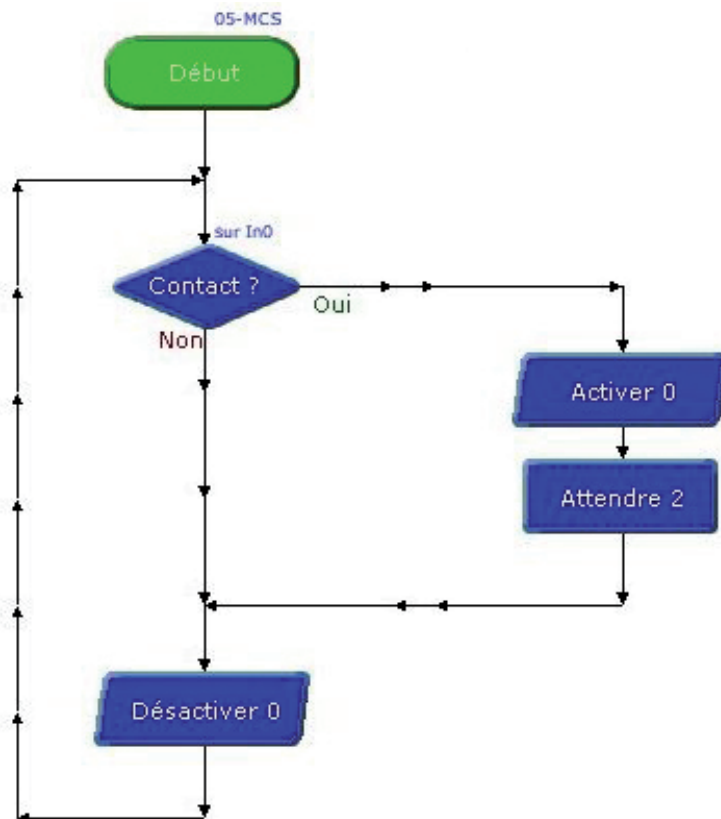 05-MCS
Début
sur In0
Contact ?
Oui
Non
Activer 0
Attendre 2
Désactiver 0